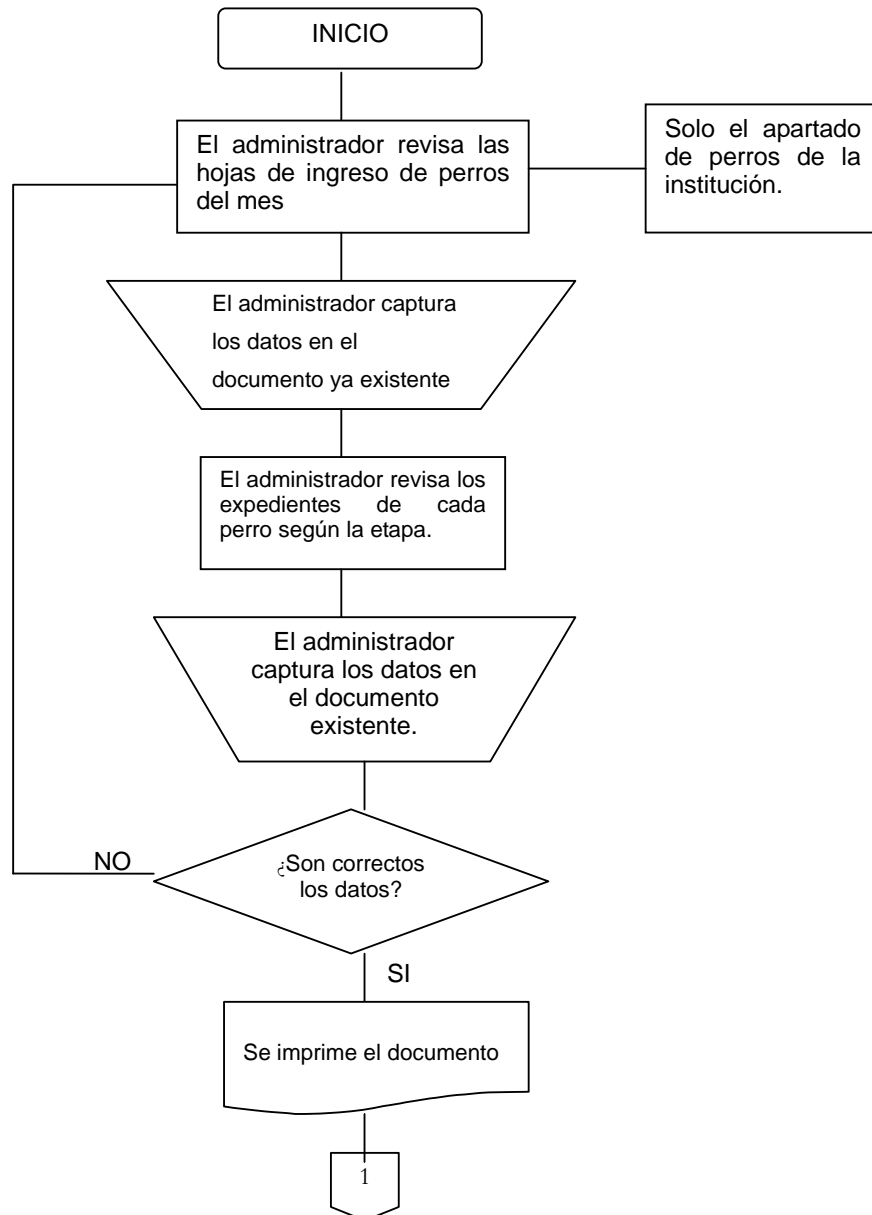 INICIO
El administrador revisa las
hojas de ingreso de perros
del mes
Solo el apartado
de perros de la
institución.
El administrador captura
los datos en el
documento ya existente
El administrador revisa los
expedientes de cada
perro según la etapa.
El administrador
captura los datos en
el documento
existente.
¿Son correctos
los datos?
NO
SI
Se imprime el documento
1